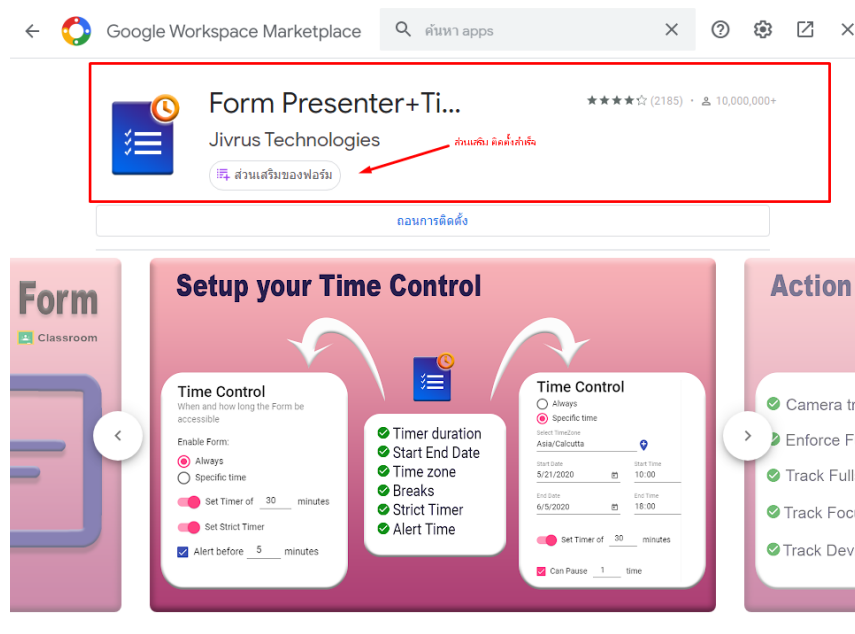 Google Workspace Marketplace
ค้นหา apps
Form Presenter+Ti...
(2185) · 10,000,000+
Jivrus Technologies
ส่วนเสริม ติดตั้งสำเร็จ
ส่วนเสริมของฟอร์ม
ถอนการติดตั้ง
Form
Classroom
Setup your Time Control
Time Control
When and how long the Form be
accessible
Enable Form:
Always
Specific time
Set Timer of 30 minutes
Set Strict Timer
Alert before 5 minutes
Timer duration
Start End Date
Time zone
Breaks
Strict Timer
Alert Time
Time Control
Always
Specific time
Select TimeZone
Asia/Calcutta
Start Date Start Time
5/21/2020 10:00
End Date End Time
6/5/2020 18:00
Set Timer of 30 minutes
Can Pause 1 time
Action
Camera tr
Enforce F
Track Full
Track Foc
Track Dev